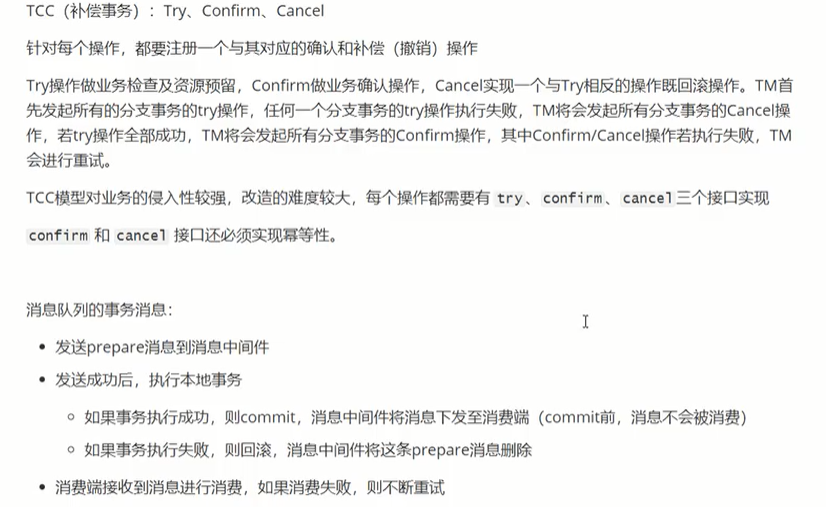 TCC（补偿事务）：Try、Confirm、Cancel
针对每个操作，都要注册一个与其对应的确认和补偿（撤销）操作
Try操作做业务检查及资源预留，Confirm做业务确认操作，Cancel实现一个与Try相反的操作既回滚操作。TM首
先发起所有的分支事务的try操作，任何一个分支事务的try操作执行失败，TM将会发起所有分支事务的Cancel操
作，若try操作全部成功，TM将会发起所有分支事务的Confirm操作，其中Confirm/Cancel操作若执行失败，TM
会进行重试。
TCC模型对业务的侵入性较强，改造的难度较大，每个操作都需要有 try、confirm、cancel三个接口实现
confirm 和 cancel 接口还必须实现幂等性。
消息队列的事务消息：
• 发送prepare消息到消息中间件
• 发送成功后，执行本地事务
○ 如果事务执行成功，则commit，消息中间件将消息下发至消费端（commit前，消息不会被消费）
○ 如果事务执行失败，则回滚，消息中间件将这条prepare消息删除
• 消费端接收到消息进行消费，如果消费失败，则不断重试